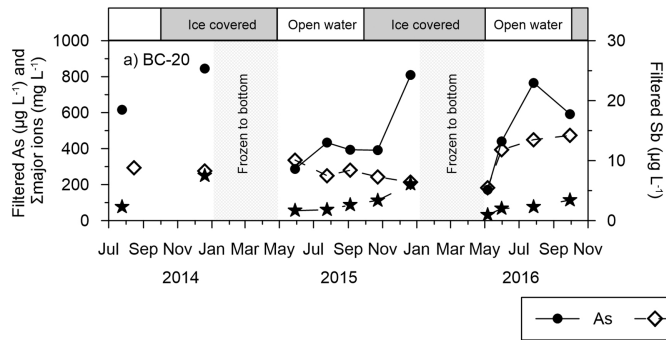 Ice covered Open water Ice covered Open water
a) BC-20
Filtered As (µg L⁻¹) and
Σmajor ions (mg L⁻¹)
1000
800
600
400
200
0
Frozen to bottom
Frozen to bottom
30
20
10
0
Filtered Sb (µg L⁻¹)
Jul Sep Nov Jan Mar May Jul Sep Nov Jan Mar May Jul Sep Nov
2014 2015 2016
As